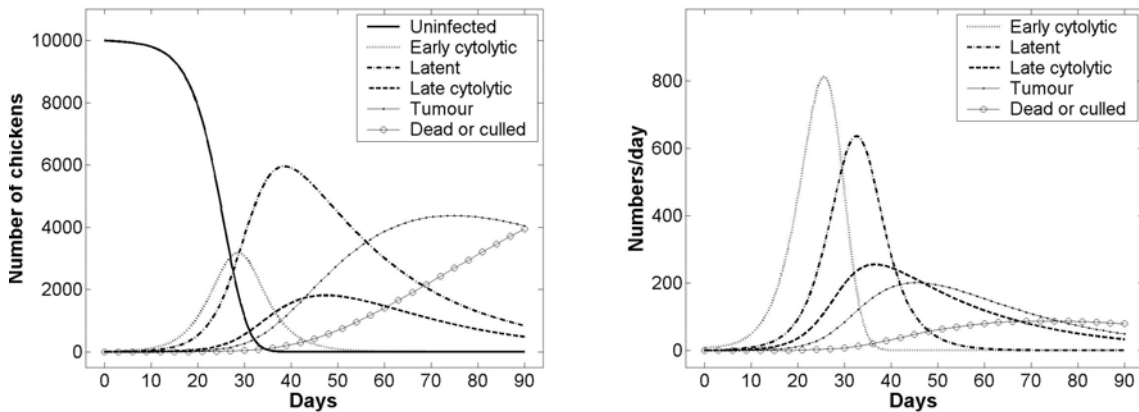 Number of chickens
10000
8000
6000
4000
2000
0
Uninfected
Early cytolytic
Latent
Late cytolytic
Tumour
Dead or culled
0 10 20 30 40 50 60 70 80 90
Days
Numbers/day
800
600
400
200
0
Early cytolytic
Latent
Late cytolytic
Tumour
Dead or culled
0 10 20 30 40 50 60 70 80 90
Days